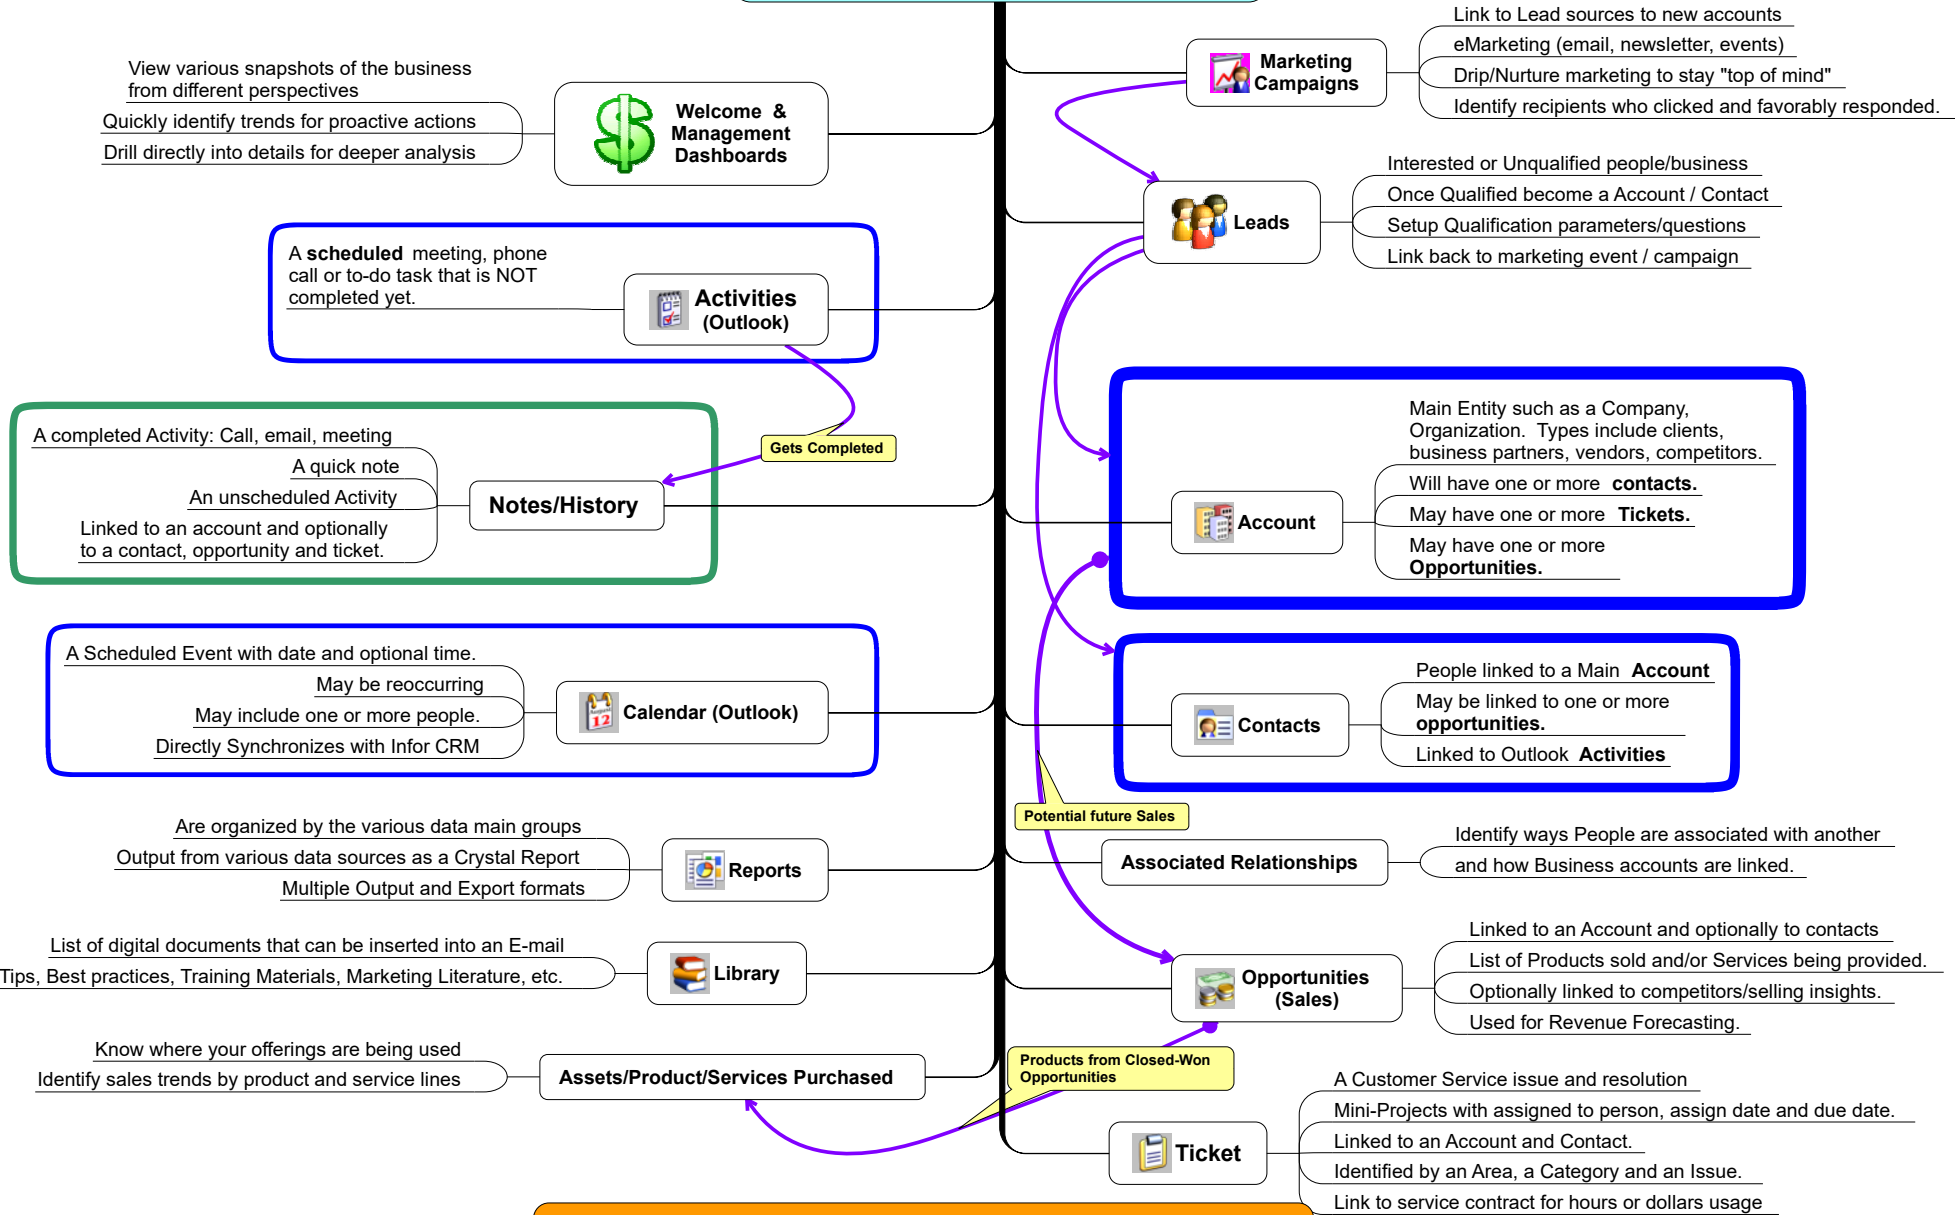 View various snapshots of the business
from different perspectives
Quickly identify trends for proactive actions
Drill directly into details for deeper analysis
Welcome &
Management
Dashboards
A scheduled meeting, phone
call or to-do task that is NOT
completed yet.
Activities
(Outlook)
Gets Completed
A completed Activity: Call, email, meeting
A quick note
An unscheduled Activity
Linked to an account and optionally
to a contact, opportunity and ticket.
Notes/History
A Scheduled Event with date and optional time.
May be reoccurring
May include one or more people.
Directly Synchronizes with Infor CRM
August
12
Calendar (Outlook)
Are organized by the various data main groups
Output from various data sources as a Crystal Report
Multiple Output and Export formats
Reports
List of digital documents that can be inserted into an E-mail
Tips, Best practices, Training Materials, Marketing Literature, etc.
Library
Know where your offerings are being used
Identify sales trends by product and service lines
Assets/Product/Services Purchased
Marketing
Campaigns
Link to Lead sources to new accounts
eMarketing (email, newsletter, events)
Drip/Nurture marketing to stay "top of mind"
Identify recipients who clicked and favorably responded.
Leads
Interested or Unqualified people/business
Once Qualified become a Account / Contact
Setup Qualification parameters/questions
Link back to marketing event / campaign
Account
Main Entity such as a Company,
Organization. Types include clients,
business partners, vendors, competitors.
Will have one or more contacts.
May have one or more Tickets.
May have one or more
Opportunities.
Contacts
People linked to a Main Account
May be linked to one or more
opportunities.
Linked to Outlook Activities
Potential future Sales
Associated Relationships
Identify ways People are associated with another
and how Business accounts are linked.
Opportunities
(Sales)
Linked to an Account and optionally to contacts
List of Products sold and/or Services being provided.
Optionally linked to competitors/selling insights.
Used for Revenue Forecasting.
Products from Closed-Won
Opportunities
Ticket
A Customer Service issue and resolution
Mini-Projects with assigned to person, assign date and due date.
Linked to an Account and Contact.
Identified by an Area, a Category and an Issue.
Link to service contract for hours or dollars usage